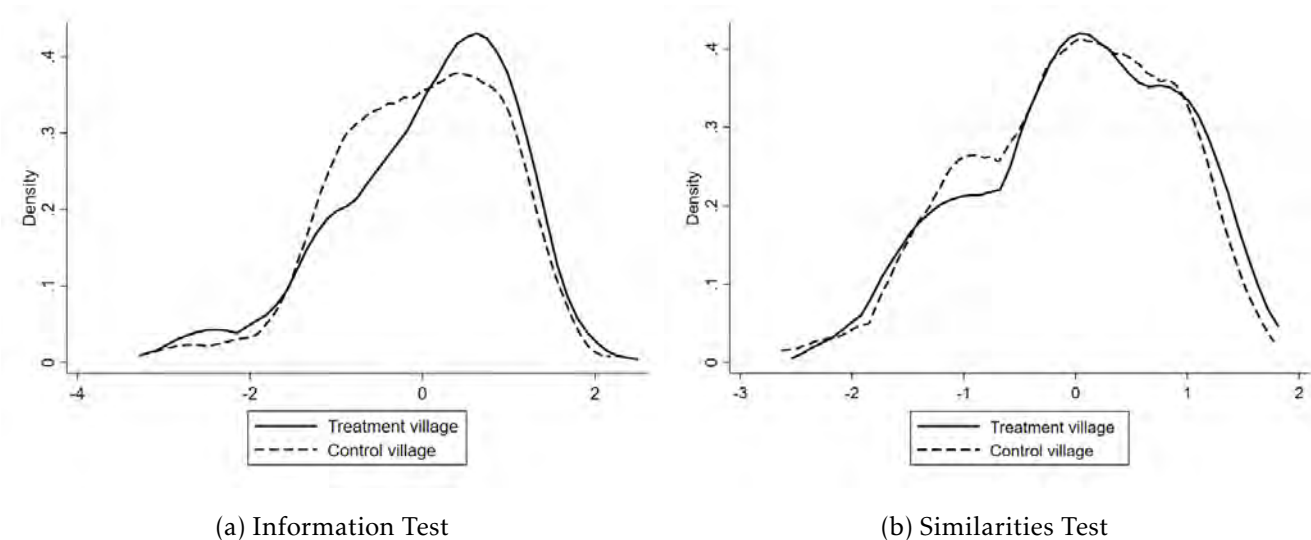 Density
.4
.3
.2
.1
0
-4
-2
0
2
Treatment village
Control village
(a) Information Test
Density
.4
.3
.2
.1
0
-3
-2
-1
0
1
2
Treatment village
Control village
(b) Similarities Test